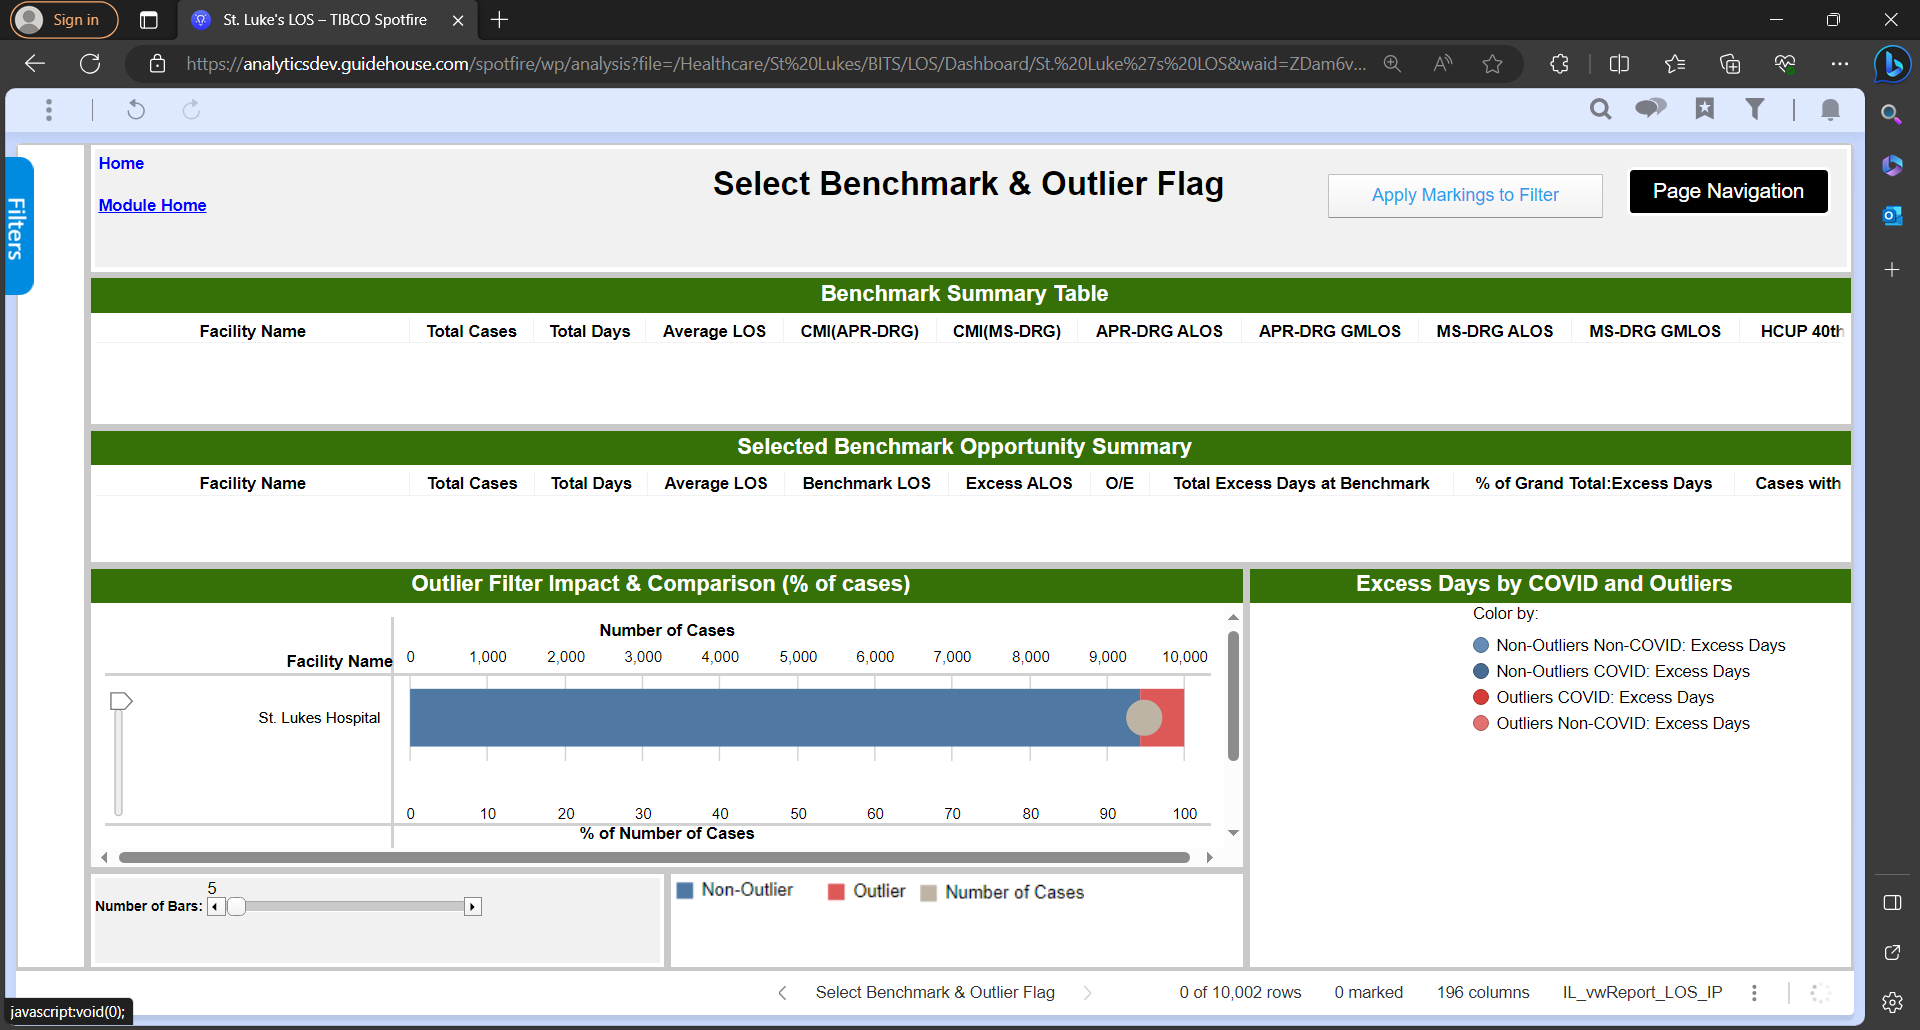 Sign in
St. Luke's LOS – TIBCO Spotfire
https://analyticsdev.guidehouse.com/spotfire/wp/analysis?file=/Healthcare/St%20Lukes/BITS/LOS/Dashboard/St.%20Luke%27s%20LOS&waid=ZDam6v...
Home
Select Benchmark & Outlier Flag
Apply Markings to Filter
Page Navigation
Module Home
Filters
Benchmark Summary Table
Facility Name Total Cases Total Days Average LOS CMI(APR-DRG) CMI(MS-DRG) APR-DRG ALOS APR-DRG GMLOS MS-DRG ALOS MS-DRG GMLOS HCUP 40th
Selected Benchmark Opportunity Summary
Facility Name Total Cases Total Days Average LOS Benchmark LOS Excess ALOS O/E Total Excess Days at Benchmark % of Grand Total:Excess Days Cases with
Outlier Filter Impact & Comparison (% of cases)
Number of Cases
Facility Name 0 1,000 2,000 3,000 4,000 5,000 6,000 7,000 8,000 9,000 10,000
St. Lukes Hospital
0 10 20 30 40 50 60 70 80 90 100
% of Number of Cases
Excess Days by COVID and Outliers
Color by:
Non-Outliers Non-COVID: Excess Days
Non-Outliers COVID: Excess Days
Outliers COVID: Excess Days
Outliers Non-COVID: Excess Days
5
Number of Bars:
Non-Outlier Outlier Number of Cases
Select Benchmark & Outlier Flag 0 of 10,002 rows 0 marked 196 columns IL_vwReport_LOS_IP
javascript:void(0);